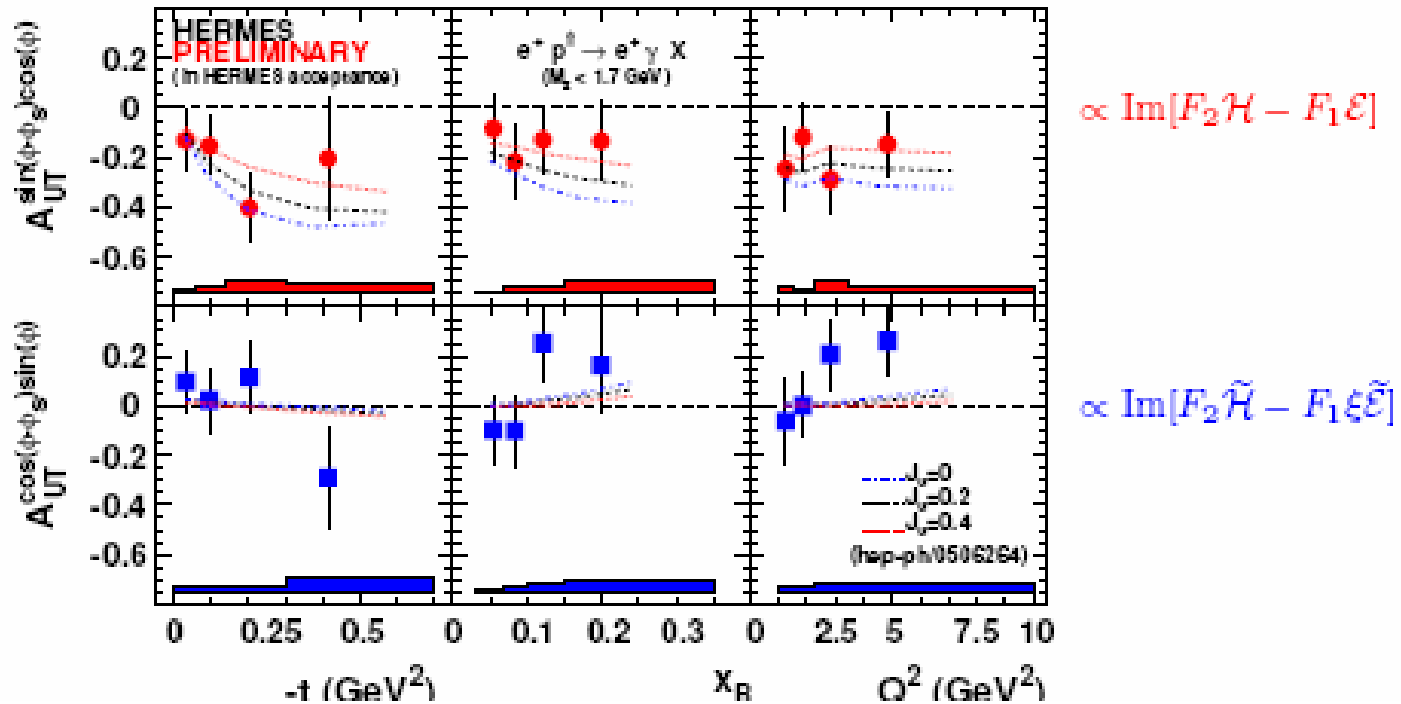 HERMES
PRELIMINARY
(in HERMES acceptance)
e⁺ p⇑ → e⁺ γ X
(Mₓ < 1.7 GeV)
A_UT^sin(φ-φ_S)cos(φ)
0.2
0
-0.2
-0.4
-0.6
∝ Im[F₂ℋ − F₁ℰ]
A_UT^cos(φ-φ_S)sin(φ)
0.2
0
-0.2
-0.4
-0.6
∝ Im[F₂ℋ̃ − F₁ξℰ̃]
J_u=0
J_u=0.2
J_u=0.4
(hep-ph/0506264)
0 0.25 0.5 0 0.1 0.2 0.3 0 2.5 5 7.5 10
-t (GeV²) x_B Q² (GeV²)